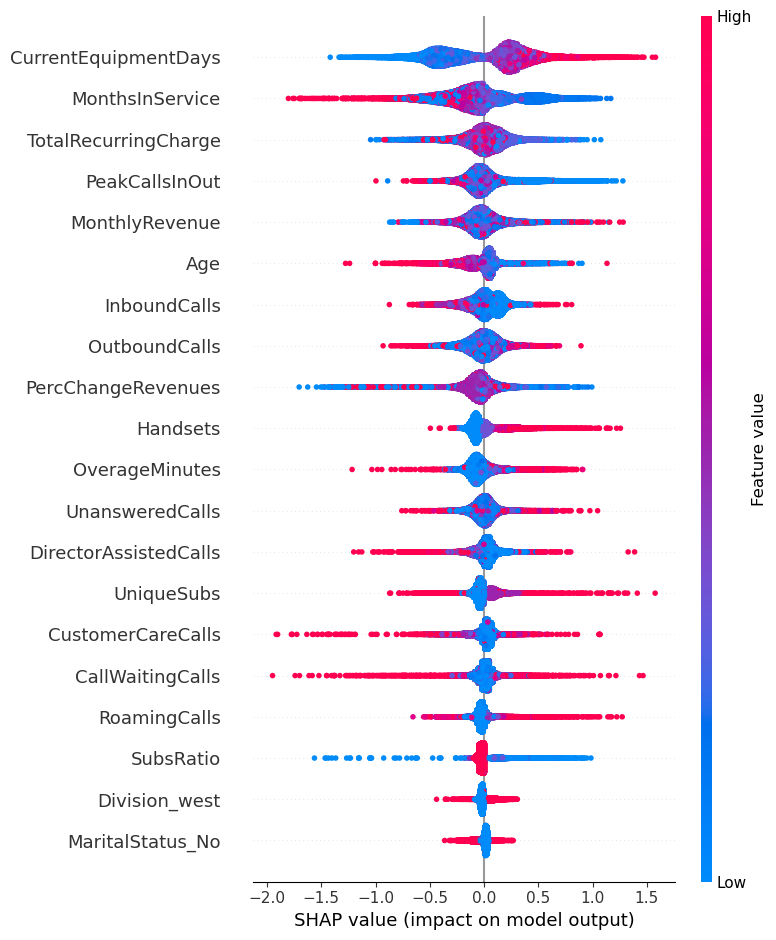 High
CurrentEquipmentDays
MonthsInService
TotalRecurringCharge
PeakCallsInOut
MonthlyRevenue
Age
InboundCalls
OutboundCalls
PercChangeRevenues
Handsets
OverageMinutes
UnansweredCalls
DirectorAssistedCalls
UniqueSubs
CustomerCareCalls
CallWaitingCalls
RoamingCalls
SubsRatio
Division_west
MaritalStatus_No
Feature value
Low
−2.0 −1.5 −1.0 −0.5 0.0 0.5 1.0 1.5
SHAP value (impact on model output)